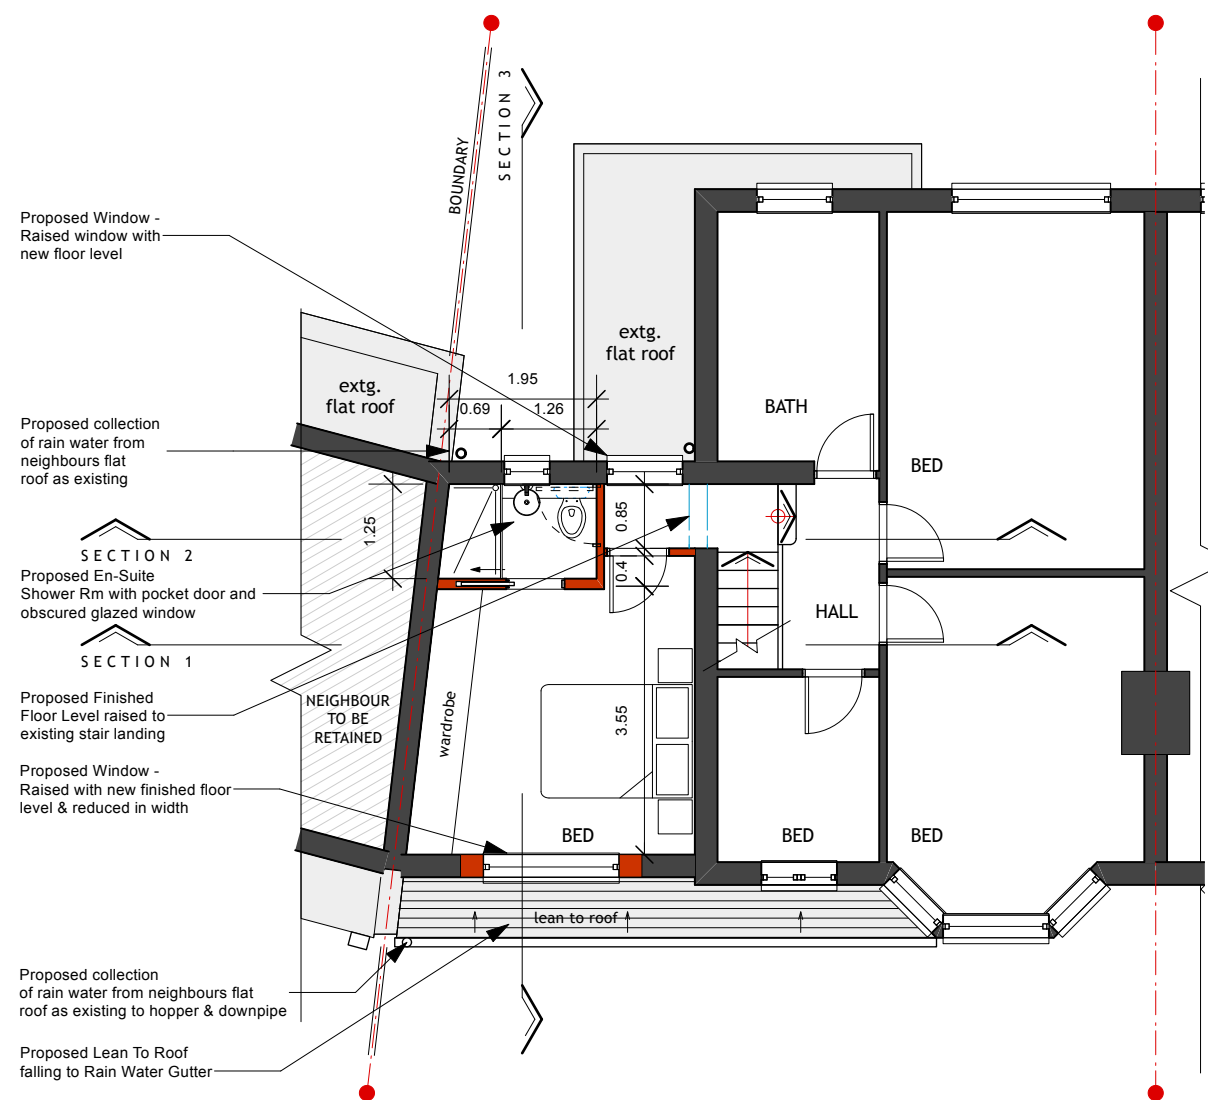 SECTION 3
BOUNDARY
Proposed Window -
Raised window with
new floor level
extg.
flat roof
1.95
extg.
flat roof
0.69
1.26
BATH
Proposed collection
of rain water from
neighbours flat
roof as existing
BED
0.85
1.25
SECTION 2
0.4
Proposed En-Suite
Shower Rm with pocket door and
obscured glazed window
HALL
SECTION 1
Proposed Finished
Floor Level raised to
existing stair landing
NEIGHBOUR
TO BE
RETAINED
wardrobe
3.55
Proposed Window -
Raised with new finished floor
level & reduced in width
BED
BED
BED
lean to roof
Proposed collection
of rain water from neighbours flat
roof as existing to hopper & downpipe
Proposed Lean To Roof
falling to Rain Water Gutter